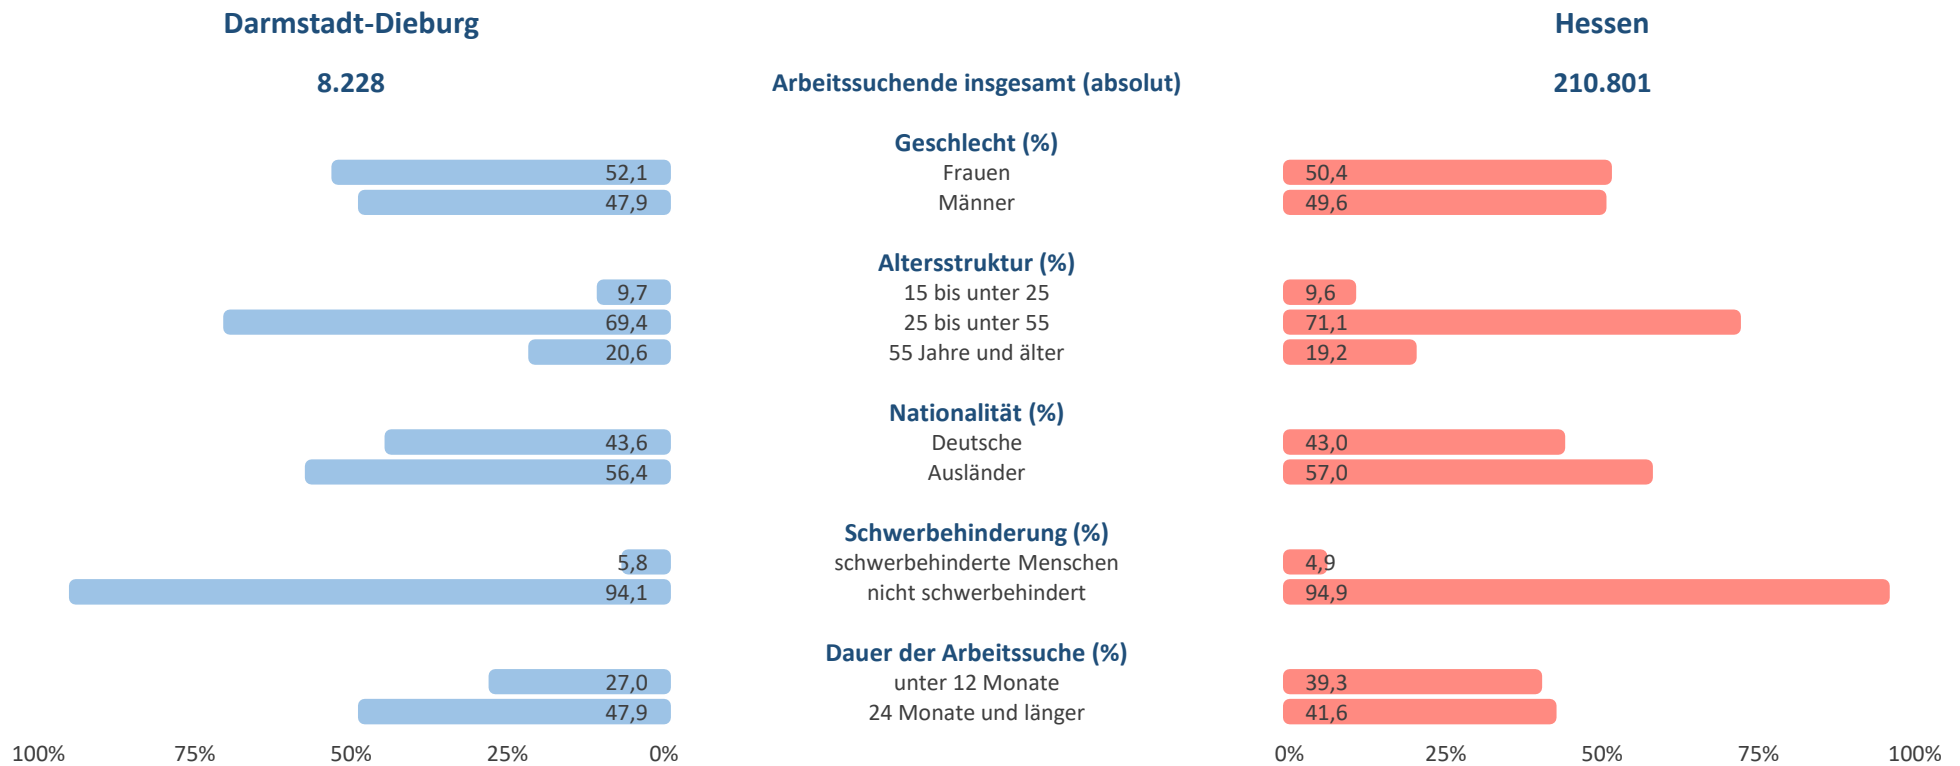 Darmstadt-Dieburg Hessen
8.228 Arbeitssuchende insgesamt (absolut) 210.801
Geschlecht (%)
52,1 Frauen 50,4
47,9 Männer 49,6
Altersstruktur (%)
9,7 15 bis unter 25 9,6
69,4 25 bis unter 55 71,1
20,6 55 Jahre und älter 19,2
Nationalität (%)
43,6 Deutsche 43,0
56,4 Ausländer 57,0
Schwerbehinderung (%)
5,8 schwerbehinderte Menschen 4,9
94,1 nicht schwerbehindert 94,9
Dauer der Arbeitssuche (%)
27,0 unter 12 Monate 39,3
47,9 24 Monate und länger 41,6
100% 75% 50% 25% 0% 0% 25% 50% 75% 100%